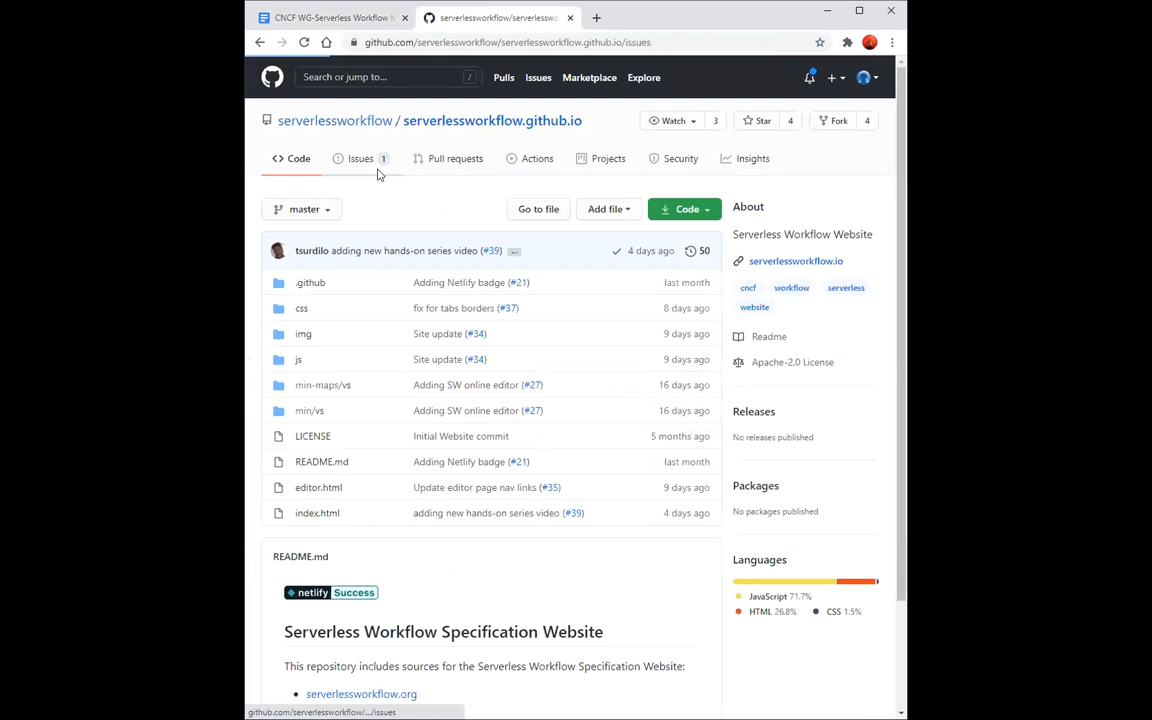 CNCF WG-Serverless Workflow M
serverlessworkflow/serverlesswo
github.com/serverlessworkflow/serverlessworkflow.github.io/issues
Search or jump to...
/
Pulls
Issues
Marketplace
Explore
serverlessworkflow / serverlessworkflow.github.io
Watch
3
Star
4
Fork
4
Code
Issues 1
Pull requests
Actions
Projects
Security
Insights
master
Go to file
Add file
Code
tsurdilo adding new hands-on series video (#39) ... 4 days ago 50
.github Adding Netlify badge (#21) last month
css fix for tabs borders (#37) 8 days ago
img Site update (#34) 9 days ago
js Site update (#34) 9 days ago
min-maps/vs Adding SW online editor (#27) 16 days ago
min/vs Adding SW online editor (#27) 16 days ago
LICENSE Initial Website commit 5 months ago
README.md Adding Netlify badge (#21) last month
editor.html Update editor page nav links (#35) 9 days ago
index.html adding new hands-on series video (#39) 4 days ago
README.md
netlify Success
Serverless Workflow Specification Website
This repository includes sources for the Serverless Workflow Specification Website:
serverlessworkflow.org
About
Serverless Workflow Website
serverlessworkflow.io
cncf workflow serverless
website
Readme
Apache-2.0 License
Releases
No releases published
Packages
No packages published
Languages
JavaScript 71.7%
HTML 26.8% CSS 1.5%
github.com/serverlessworkflow/.../issues